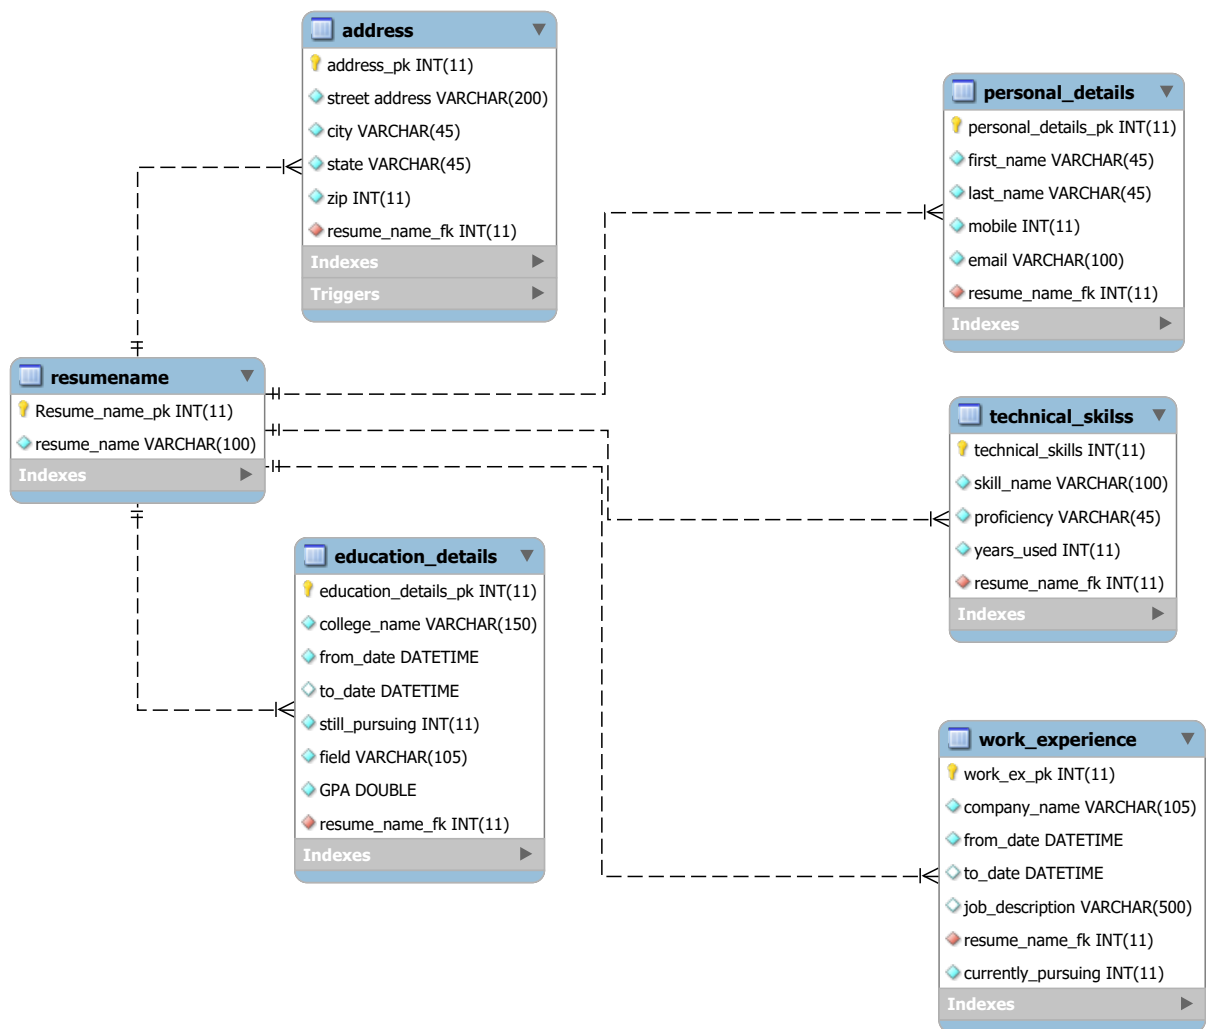 address
address_pk INT(11)
street address VARCHAR(200)
city VARCHAR(45)
state VARCHAR(45)
zip INT(11)
resume_name_fk INT(11)
Indexes
Triggers
personal_details
personal_details_pk INT(11)
first_name VARCHAR(45)
last_name VARCHAR(45)
mobile INT(11)
email VARCHAR(100)
resume_name_fk INT(11)
Indexes
resumename
Resume_name_pk INT(11)
resume_name VARCHAR(100)
Indexes
technical_skilss
technical_skills INT(11)
skill_name VARCHAR(100)
proficiency VARCHAR(45)
years_used INT(11)
resume_name_fk INT(11)
Indexes
education_details
education_details_pk INT(11)
college_name VARCHAR(150)
from_date DATETIME
to_date DATETIME
still_pursuing INT(11)
field VARCHAR(105)
GPA DOUBLE
resume_name_fk INT(11)
Indexes
work_experience
work_ex_pk INT(11)
company_name VARCHAR(105)
from_date DATETIME
to_date DATETIME
job_description VARCHAR(500)
resume_name_fk INT(11)
currently_pursuing INT(11)
Indexes